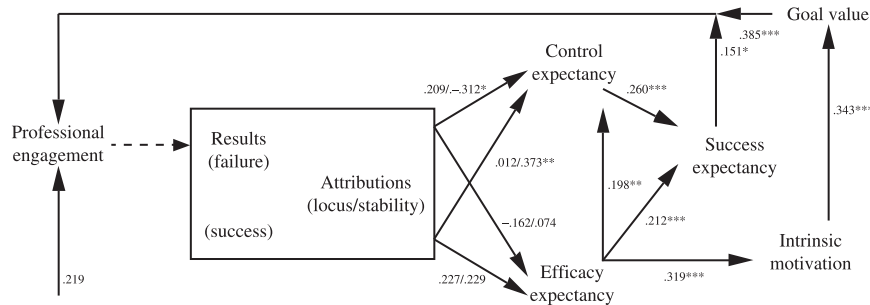 Goal value
.385***
.151*
Control
expectancy
.209/.–.312*
.260***
.343***
Professional
engagement
Results
(failure)
Success
expectancy
.012/.373**
Attributions
(locus/stability)
.198**
.212***
(success)
–.162/.074
Intrinsic
motivation
.219
.227/.229
Efficacy
expectancy
.319***